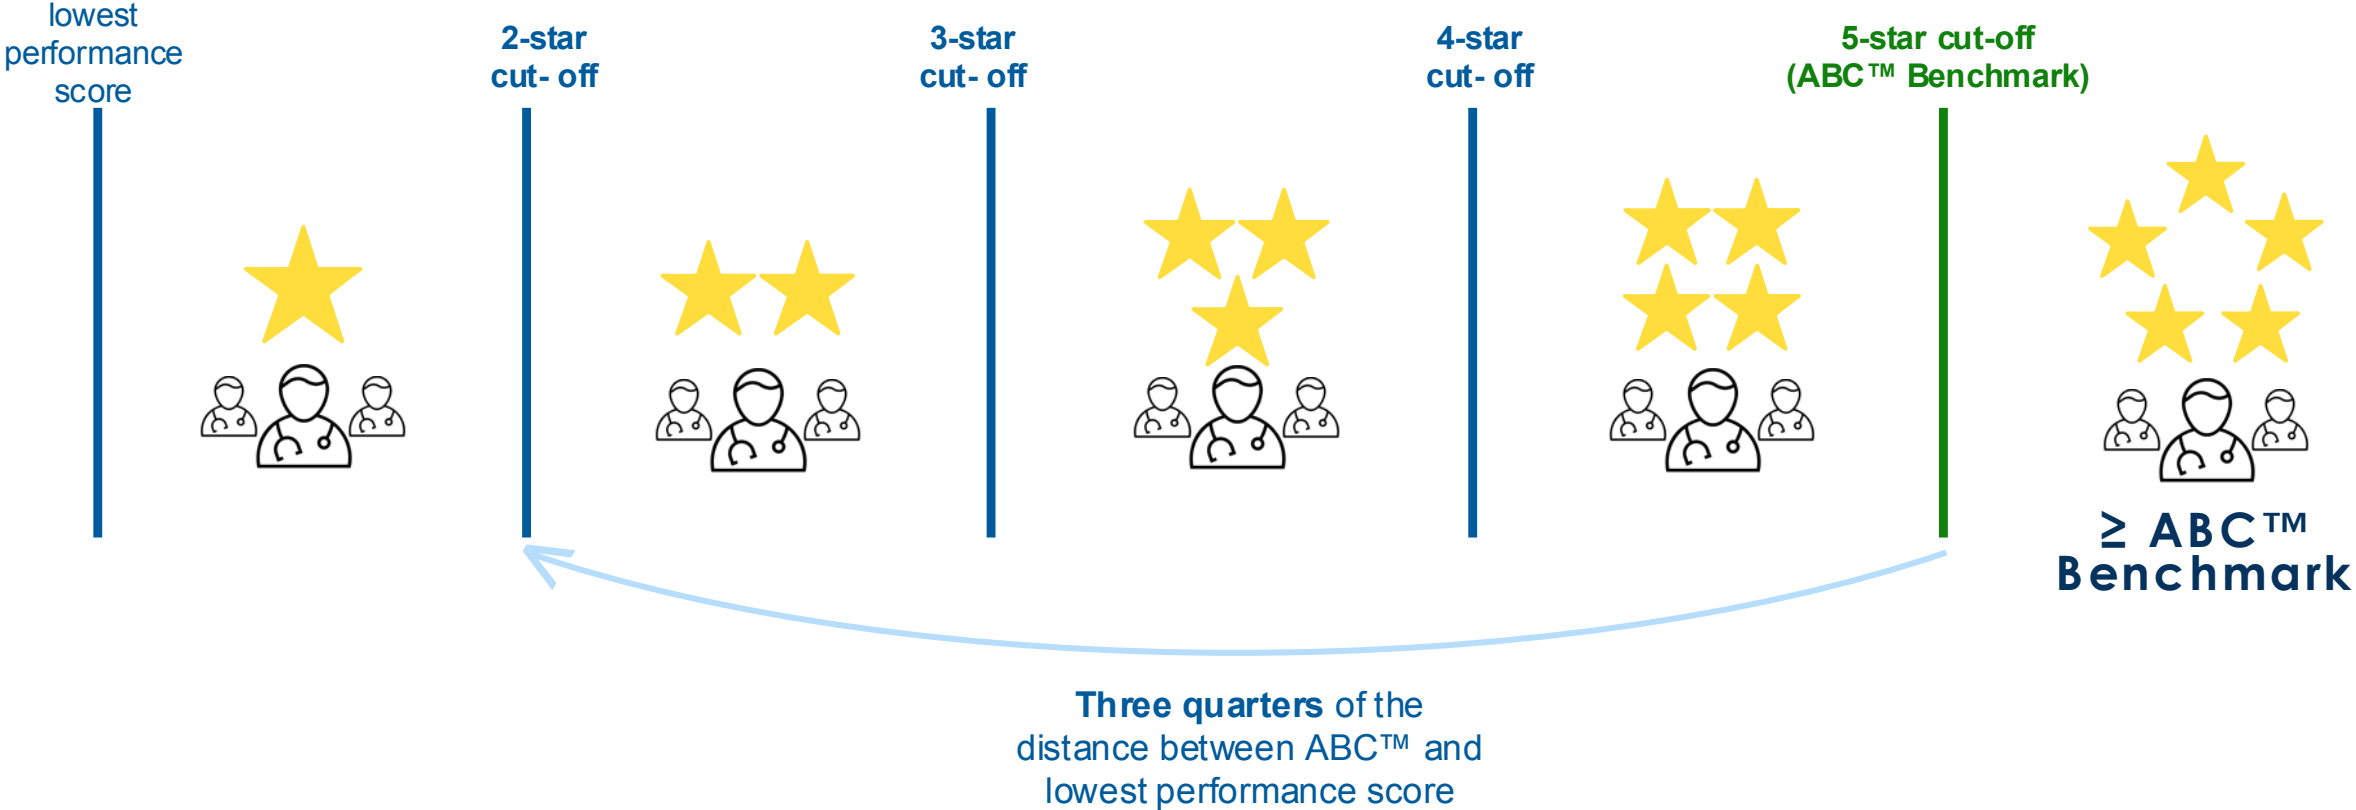 lowest
performance
score
2-star
cut- off
3-star
cut- off
4-star
cut- off
5-star cut-off
(ABC™ Benchmark)
≥ ABC™
Benchmark
Three quarters of the
distance between ABC™ and
lowest performance score